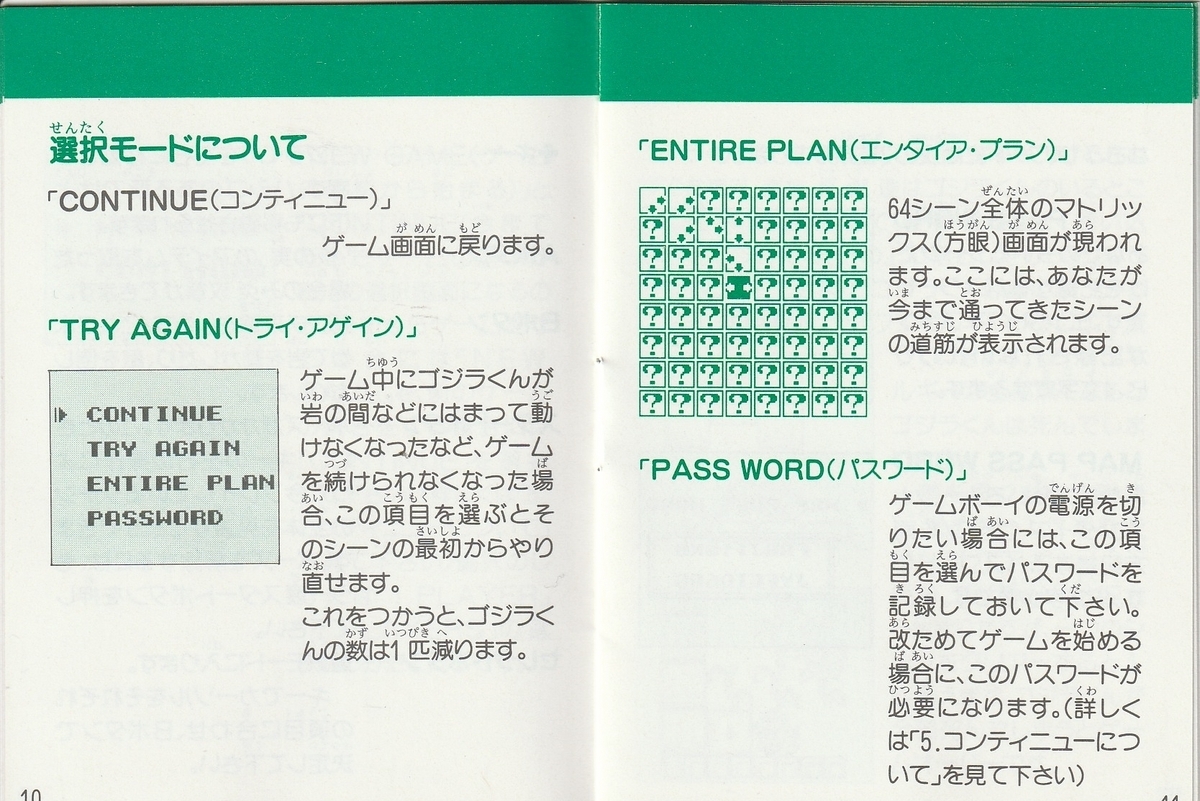 選択モードについて
「CONTINUE(コンティニュー)」
ゲーム画面に戻ります。
「TRY AGAIN(トライ・アゲイン)」
CONTINUE
TRY AGAIN
ENTIRE PLAN
PASSWORD
ゲーム中にゴジラくんが
岩の間などにはまって動
けなくなったなど、ゲーム
を続けられなくなった場
合、この項目を選ぶとそ
のシーンの最初からやり
直せます。
これをつかうと、ゴジラく
んの数は1匹減ります。
10
「ENTIRE PLAN(エンタイア・プラン)」
64シーン全体のマトリッ
クス(方眼)画面が現われ
ます。ここには、あなたが
今まで通ってきたシーン
の道筋が表示されます。
「PASS WORD(パスワード)」
ゲームボーイの電源を切
りたい場合には、この項
目を選んでパスワードを
記録しておいて下さい。
改ためてゲームを始める
場合に、このパスワードが
必要になります。(詳しく
は「5.コンティニューにつ
いて」を見て下さい)
11